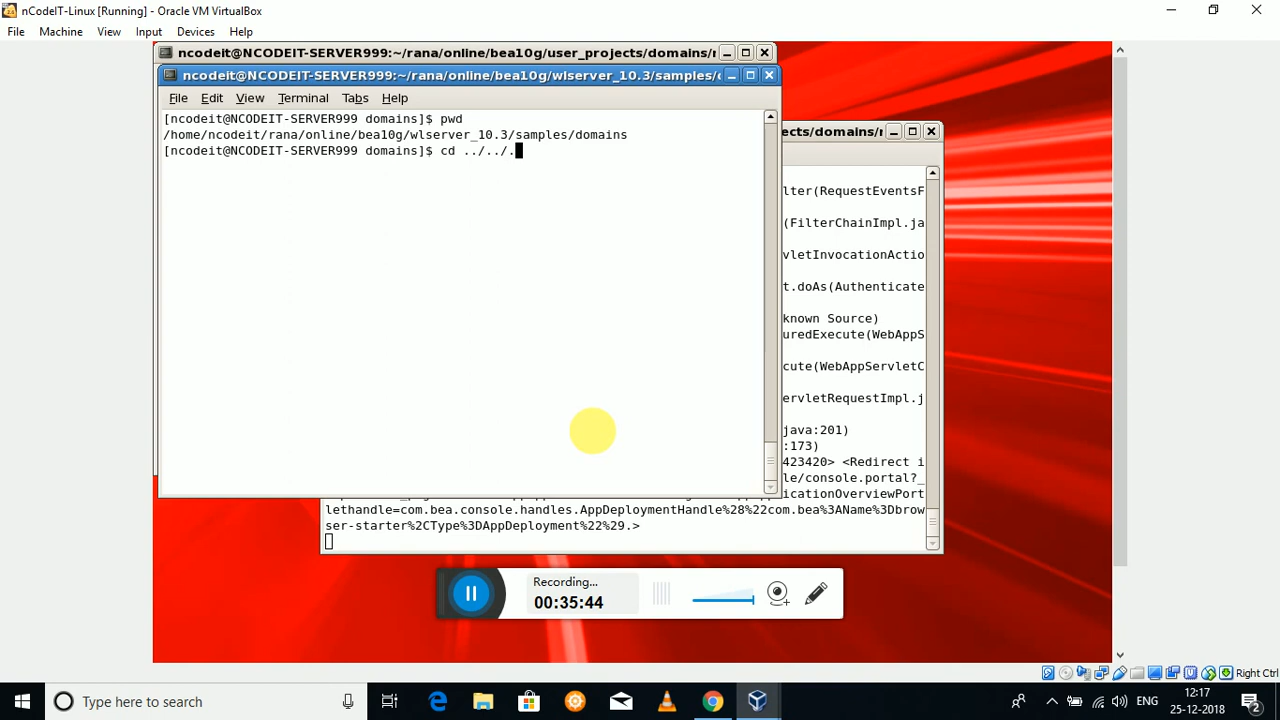 nCodeIT-Linux [Running] - Oracle VM VirtualBox
File Machine View Input Devices Help
ncodeit@NCODEIT-SERVER999:~/rana/online/bea10g/user_projects/domains/
ncodeit@NCODEIT-SERVER999:~/rana/online/bea10g/wlserver_10.3/samples/
File Edit View Terminal Tabs Help
[ncodeit@NCODEIT-SERVER999 domains]$ pwd
/home/ncodeit/rana/online/bea10g/wlserver_10.3/samples/domains
[ncodeit@NCODEIT-SERVER999 domains]$ cd ../../.
jects/domains/
lter(RequestEventsF
(FilterChainImpl.ja
vletInvocationActio
t.doAs(Authenticate
known Source)
uredExecute(WebAppS
cute(WebAppServletC
ervletRequestImpl.j
java:201)
:173)
423420> <Redirect i
le/console.portal?_
icationOverviewPort
lethandle=com.bea.console.handles.AppDeploymentHandle%28%22com.bea%3AName%3Dbrow
ser-starter%2CType%3DAppDeployment%22%29.>
Recording...
00:35:44
Right Ctrl
Type here to search
ENG
12:17
25-12-2018
2